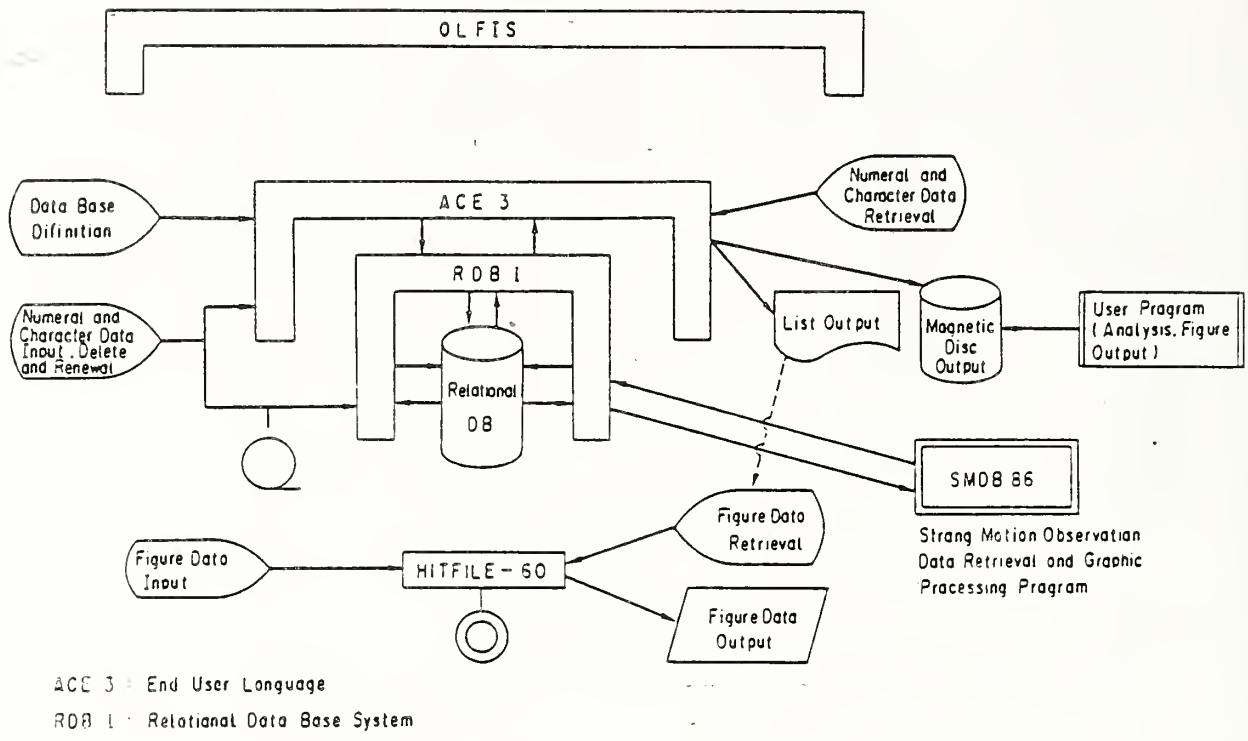 OLFIS
Data Base
Difinition
ACE 3
Numeral and
Character Data
Retrieval
RDB I
Numeral and
Character Data
Input, Delete
and Renewal
Relational
DB
List Output
Magnetic
Disc
Output
User Program
(Analysis, Figure
Output)
SMDB 86
Strang Motion Observation
Data Retrieval and Graphic
Processing Program
Figure Data
Input
HITFILE-60
Figure Data
Retrieval
Figure Data
Output
ACE 3 : End User Longuage
RDB I : Relational Data Base System